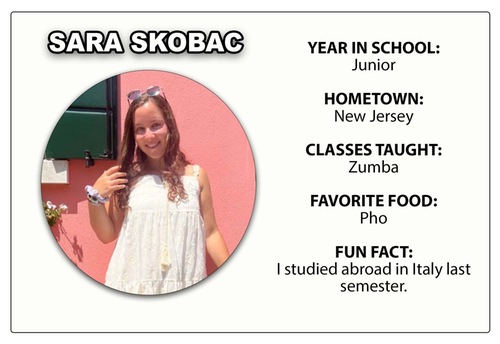 SARA SKOBAC
YEAR IN SCHOOL:
Junior
HOMETOWN:
New Jersey
CLASSES TAUGHT:
Zumba
FAVORITE FOOD:
Pho
FUN FACT:
I studied abroad in Italy last
semester.